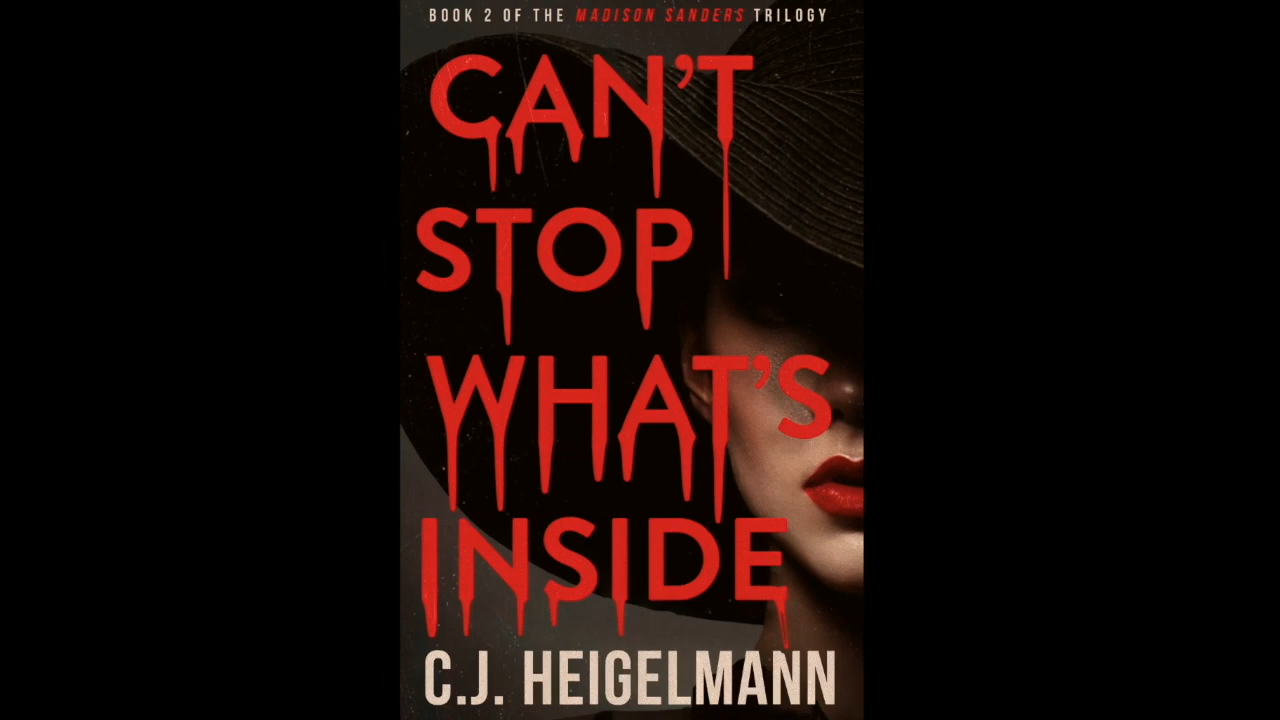 BOOK 2 OF THE MADISON SANDERS TRILOGY
CAN'T
STOP
WHAT'S
INSIDE
C.J. HEIGELMANN